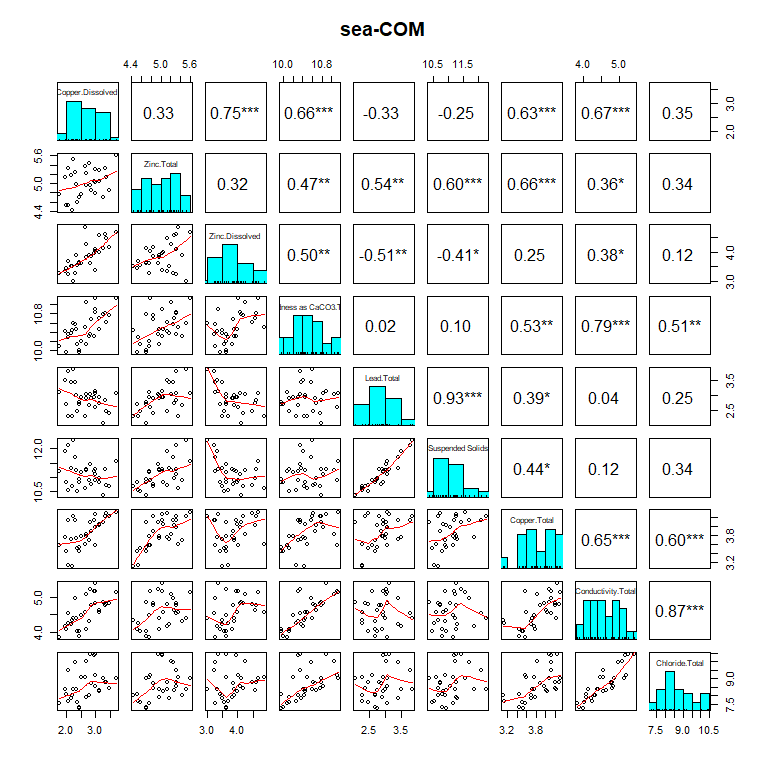 sea-COM
4.4 5.0 5.6 10.0 10.8 10.5 11.5 4.0 5.0
Copper.Dissolved 0.33 0.75*** 0.66*** -0.33 -0.25 0.63*** 0.67*** 0.35 2.0 3.0
4.4 5.0 5.6 Zinc.Total 0.32 0.47** 0.54** 0.60*** 0.66*** 0.36* 0.34
Zinc.Dissolved 0.50** -0.51** -0.41* 0.25 0.38* 0.12 3.0 4.0
10.0 10.8 dness as CaCO3.T 0.02 0.10 0.53** 0.79*** 0.51**
Lead.Total 0.93*** 0.39* 0.04 0.25 2.5 3.5
10.5 12.0 Suspended Solids 0.44* 0.12 0.34
Copper.Total 0.65*** 0.60*** 3.2 3.8
4.0 5.0 Conductivity.Total 0.87***
Chloride.Total 7.5 9.0
2.0 3.0 3.0 4.0 2.5 3.5 3.2 3.8 7.5 9.0 10.5